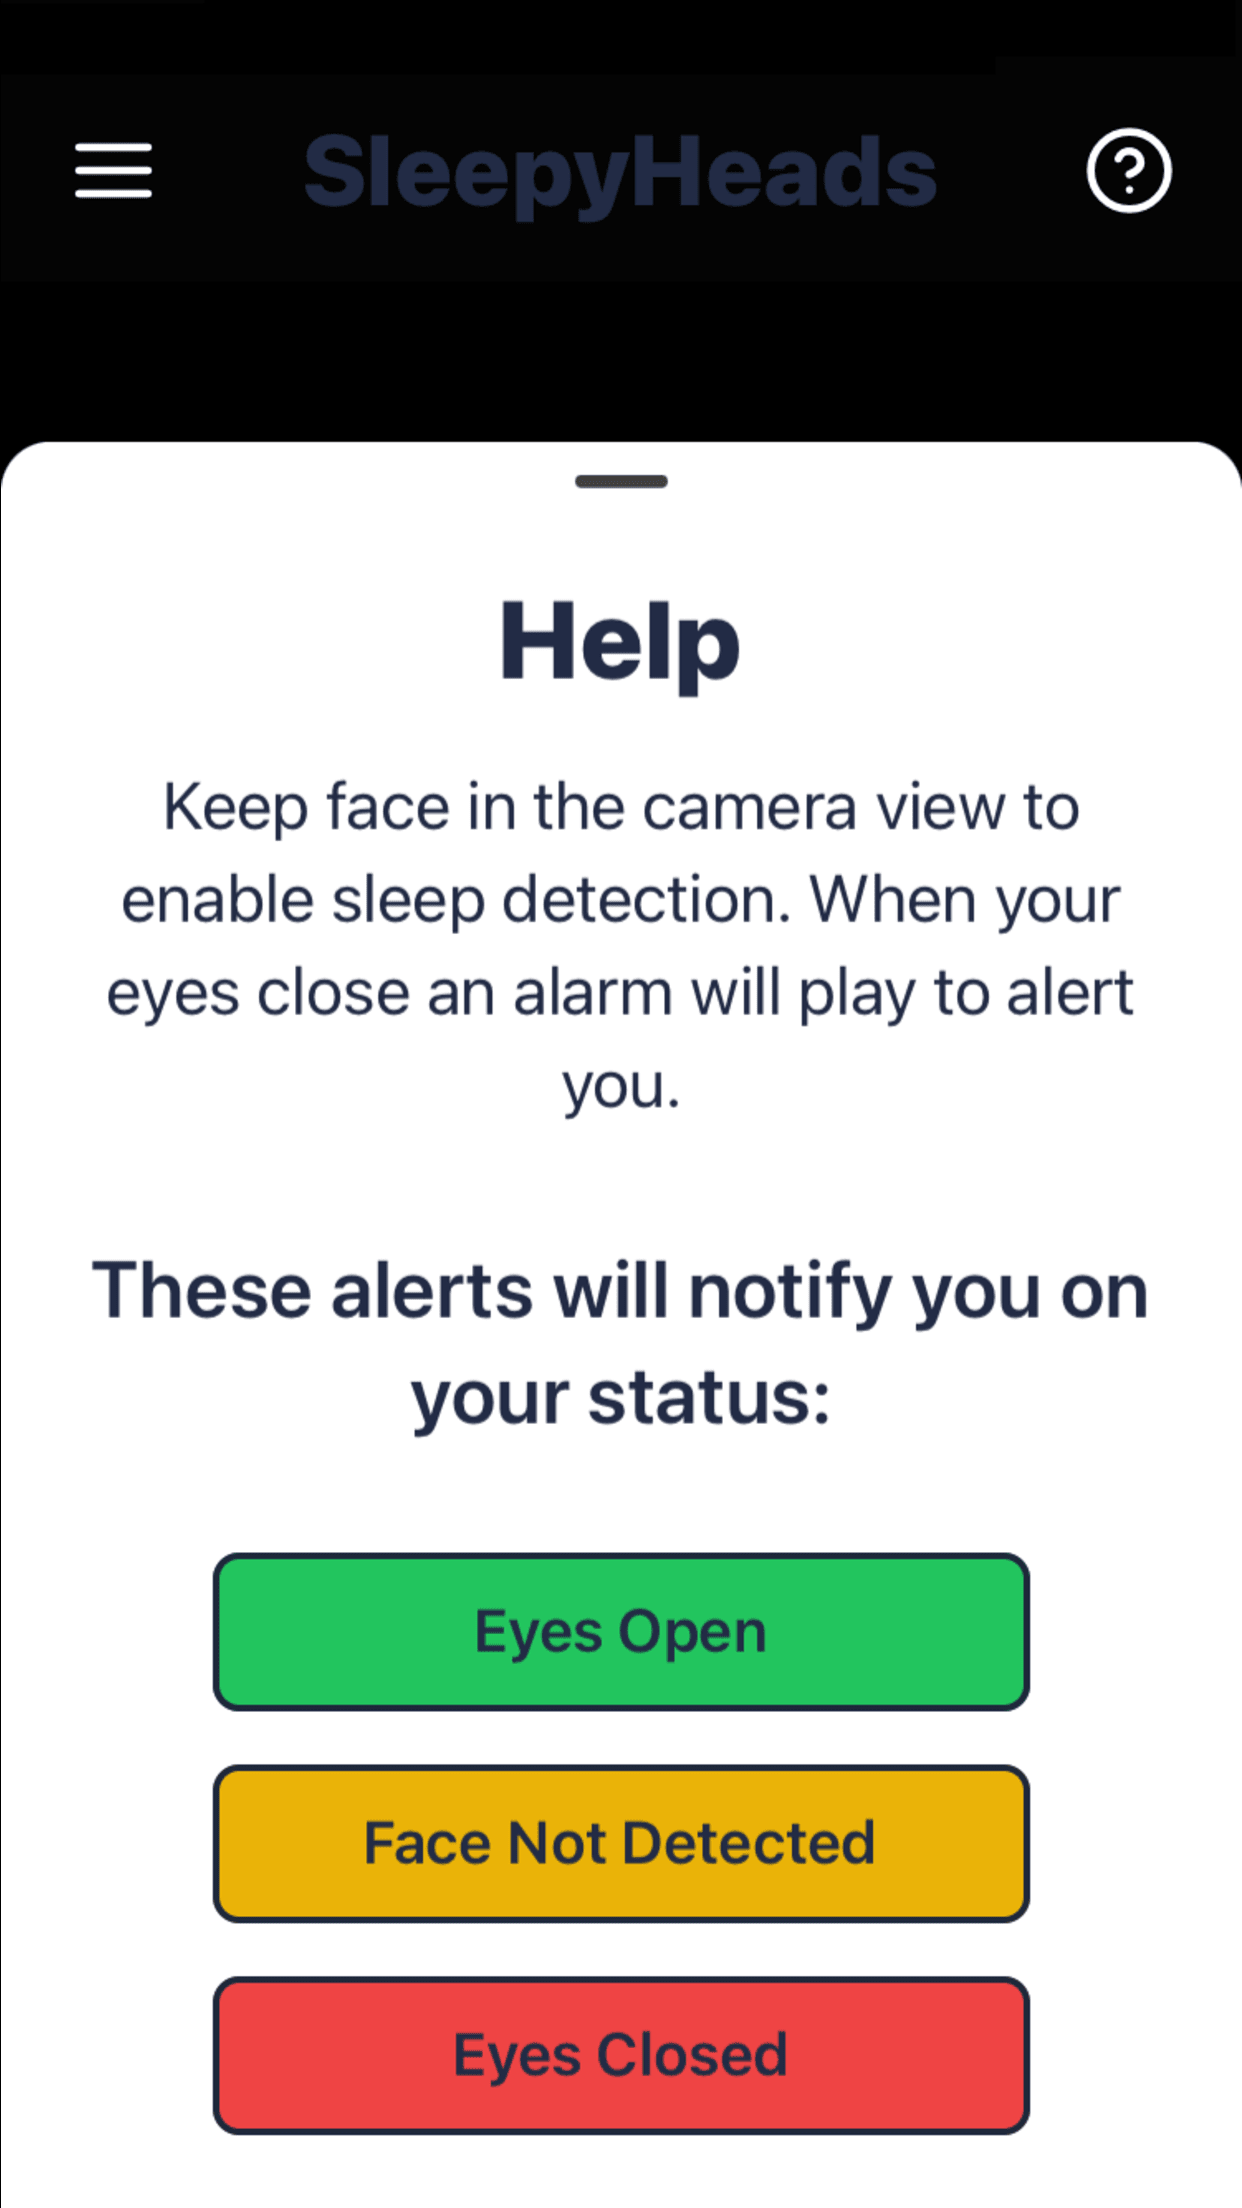 SleepyHeads
Help
Keep face in the camera view to
enable sleep detection. When your
eyes close an alarm will play to alert
you.
These alerts will notify you on
your status:
Eyes Open
Face Not Detected
Eyes Closed